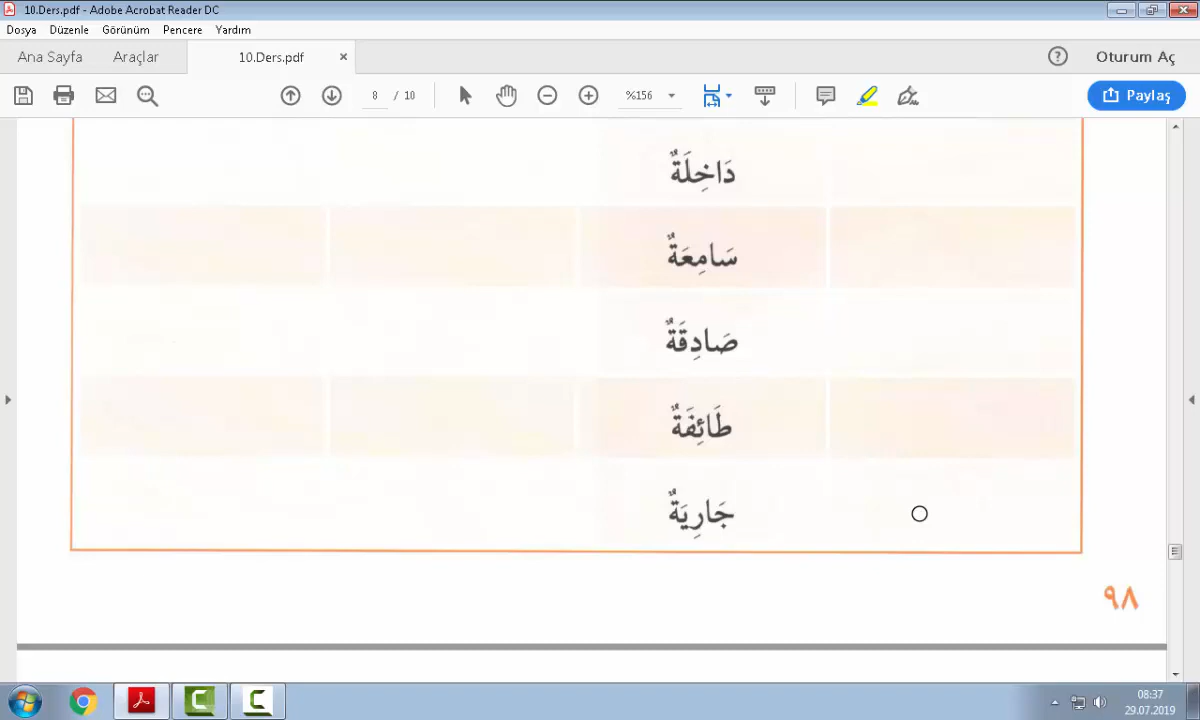 10.Ders.pdf - Adobe Acrobat Reader DC
Dosya Düzenle Görünüm Pencere Yardım
Ana Sayfa Araçlar 10.Ders.pdf × ? Oturum Aç
8 / 10 %156 Paylaş
دَاخِلَةٌ
سَامِعَةٌ
صَادِقَةٌ
طَائِفَةٌ
جَارِيَةٌ
٩٨
08:37
29.07.2019